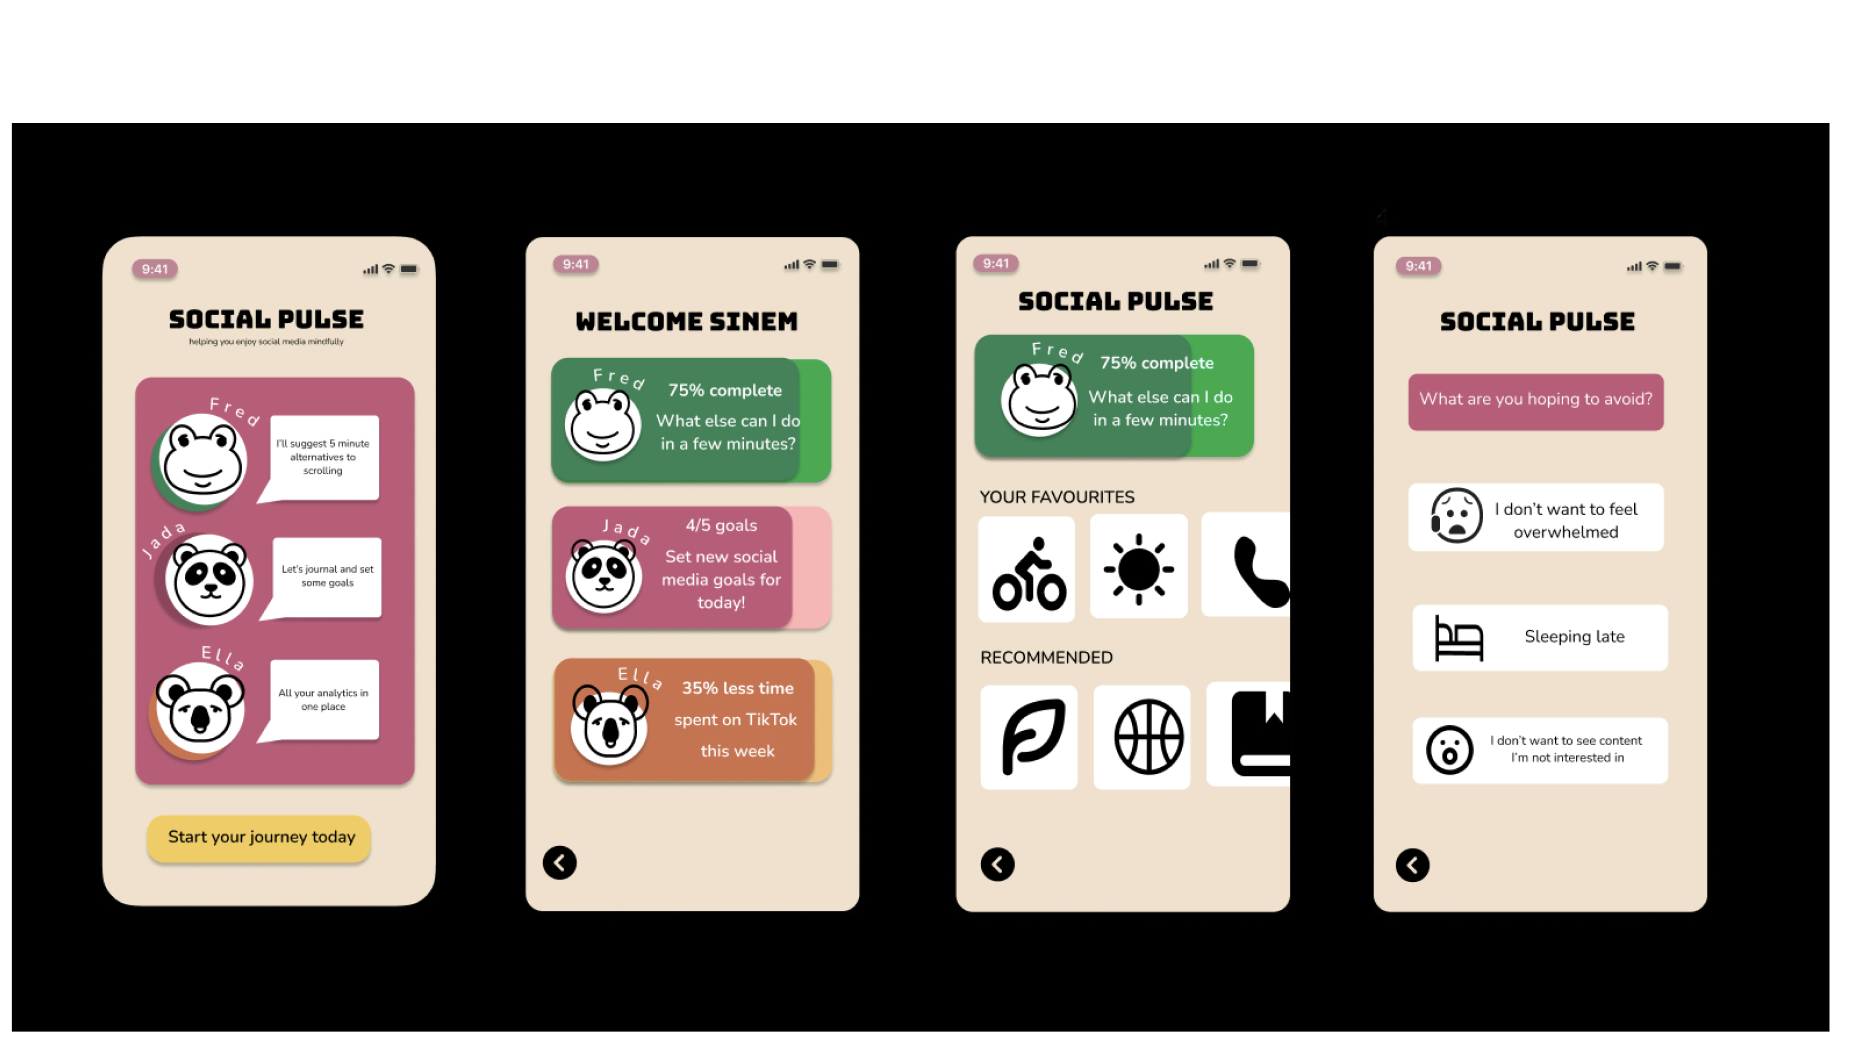 9:41
SOCIAL PULSE
helping you enjoy social media mindfully
Fred
I'll suggest 5 minute
alternatives to
scrolling
Jada
Let's journal and set
some goals
Ella
All your analytics in
one place
Start your journey today
9:41
WELCOME SINEM
Fred
75% complete
What else can I do
in a few minutes?
Jada
4/5 goals
Set new social
media goals for
today!
Ella
35% less time
spent on TikTok
this week
9:41
SOCIAL PULSE
Fred
75% complete
What else can I do
in a few minutes?
YOUR FAVOURITES
RECOMMENDED
9:41
SOCIAL PULSE
What are you hoping to avoid?
I don't want to feel
overwhelmed
Sleeping late
I don't want to see content
I'm not interested in